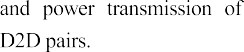 and power transmission of
D2D pairs.